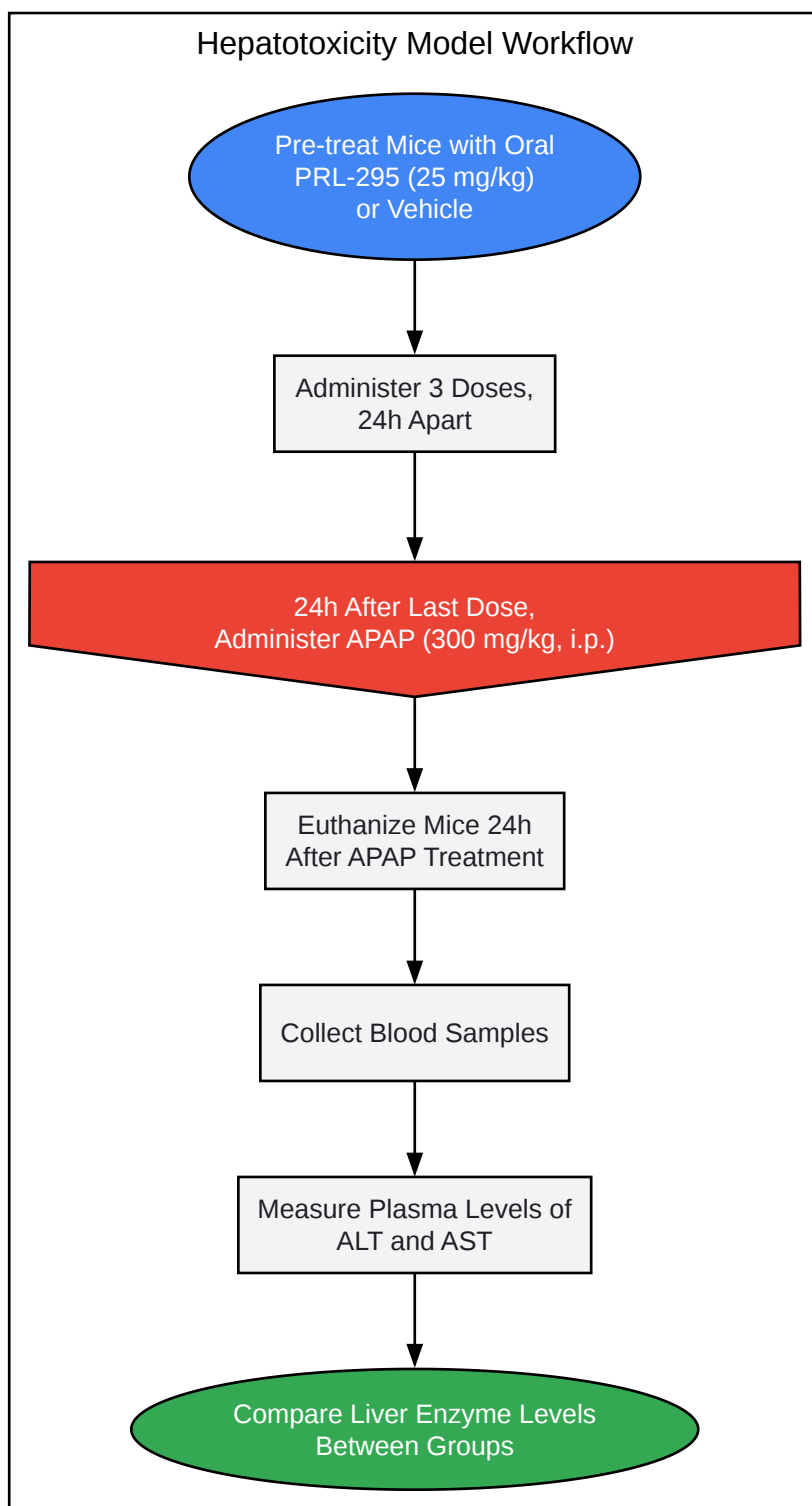 Hepatotoxicity Model Workflow
Pre-treat Mice with Oral
PRL-295 (25 mg/kg)
or Vehicle
Administer 3 Doses,
24h Apart
24h After Last Dose,
Administer APAP (300 mg/kg, i.p.)
Euthanize Mice 24h
After APAP Treatment
Collect Blood Samples
Measure Plasma Levels of
ALT and AST
Compare Liver Enzyme Levels
Between Groups